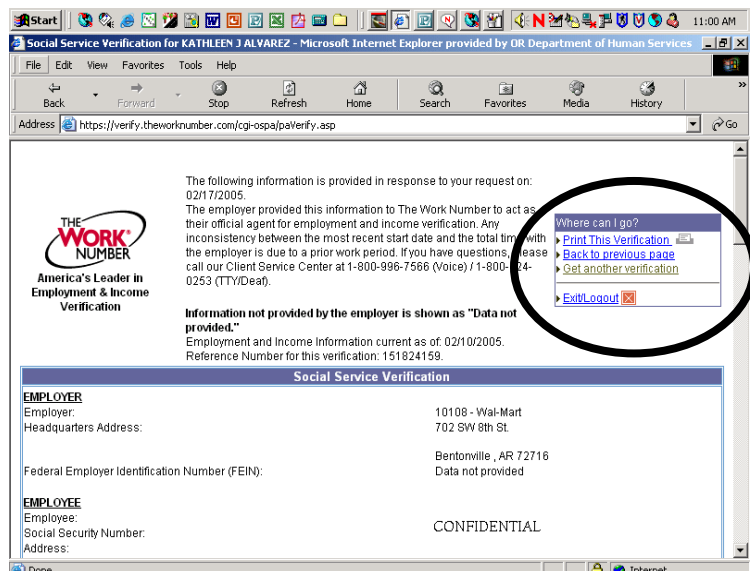 Start
11:00 AM
Social Service Verification for KATHLEEN J ALVAREZ - Microsoft Internet Explorer provided by OR Department of Human Services
File Edit View Favorites Tools Help
Back Forward Stop Refresh Home Search Favorites Media History
Address https://verify.theworknumber.com/cgi-ospa/paVerify.asp Go
THE
WORK
NUMBER
America's Leader in
Employment & Income
Verification
The following information is provided in response to your request on:
02/17/2005.
The employer provided this information to The Work Number to act as
their official agent for employment and income verification. Any
inconsistency between the most recent start date and the total time with
the employer is due to a prior work period. If you have questions, please
call our Client Service Center at 1-800-996-
7566 (Voice) / 1-800- 24-
0253 (TTY/Deaf).
Information not provided by the employer is shown as "Data not
provided."
Employment and Income Information current as of: 02/10/2005.
Reference Number for this verification: 151824159.
Where can I go?
Print This Verification
Back to previous page
Get another verification
Exit/Logout
Social Service Verification
EMPLOYER
Employer: 10108 - Wal-Mart
Headquarters Address: 702 SW 8th St.
Bentonville , AR 72716
Federal Employer Identification Number (FEIN): Data not provided
EMPLOYEE
Employee:
Social Security Number: CONFIDENTIAL
Address:
Done Internet